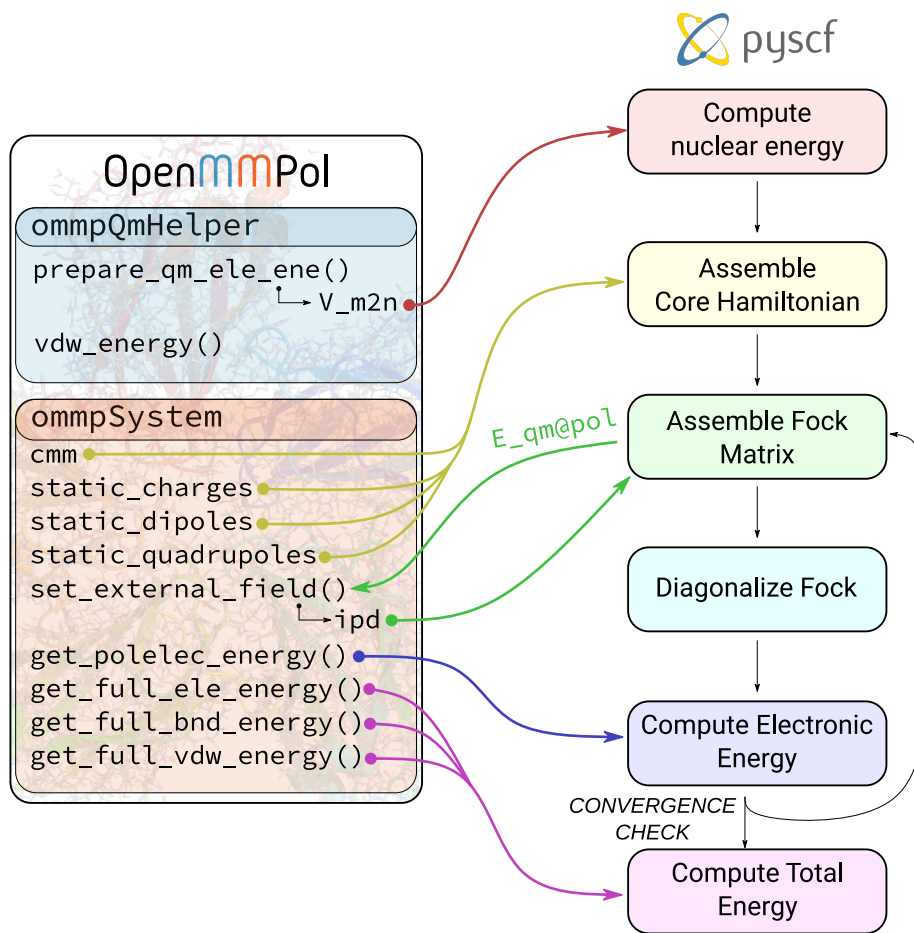 OpenMMPol
ommpQmHelper
prepare_qm_ele_ene()
V_m2n
vdw_energy()
ommpSystem
cmm
static_charges
static_dipoles
static_quadrupoles
set_external_field()
ipd
get_polelec_energy()
get_full_ele_energy()
get_full_bnd_energy()
get_full_vdw_energy()
E_qm@pol
pyscf
Compute
nuclear energy
Assemble
Core Hamiltonian
Assemble Fock
Matrix
Diagonalize Fock
Compute Electronic
Energy
CONVERGENCE
CHECK
Compute Total
Energy